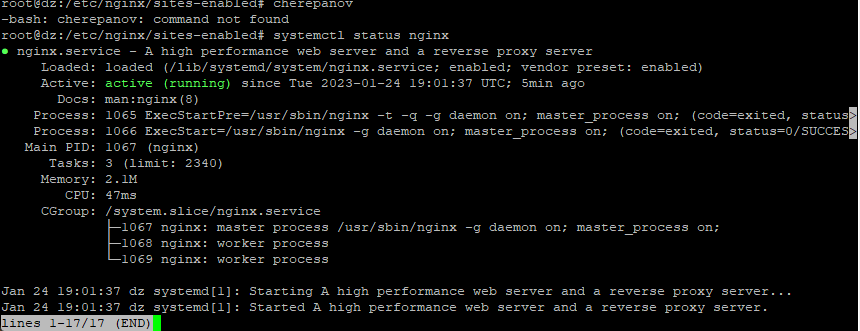 root@dz:/etc/nginx/sites-enabled# cherepanov
-bash: cherepanov: command not found
root@dz:/etc/nginx/sites-enabled# systemctl status nginx
● nginx.service - A high performance web server and a reverse proxy server
     Loaded: loaded (/lib/systemd/system/nginx.service; enabled; vendor preset: enabled)
     Active: active (running) since Tue 2023-01-24 19:01:37 UTC; 5min ago
       Docs: man:nginx(8)
    Process: 1065 ExecStartPre=/usr/sbin/nginx -t -q -g daemon on; master_process on; (code=exited, status>
    Process: 1066 ExecStart=/usr/sbin/nginx -g daemon on; master_process on; (code=exited, status=0/SUCCES>
   Main PID: 1067 (nginx)
      Tasks: 3 (limit: 2340)
     Memory: 2.1M
        CPU: 47ms
     CGroup: /system.slice/nginx.service
             ├─1067 nginx: master process /usr/sbin/nginx -g daemon on; master_process on;
             ├─1068 nginx: worker process
             └─1069 nginx: worker process
Jan 24 19:01:37 dz systemd[1]: Starting A high performance web server and a reverse proxy server...
Jan 24 19:01:37 dz systemd[1]: Started A high performance web server and a reverse proxy server.
lines 1-17/17 (END)